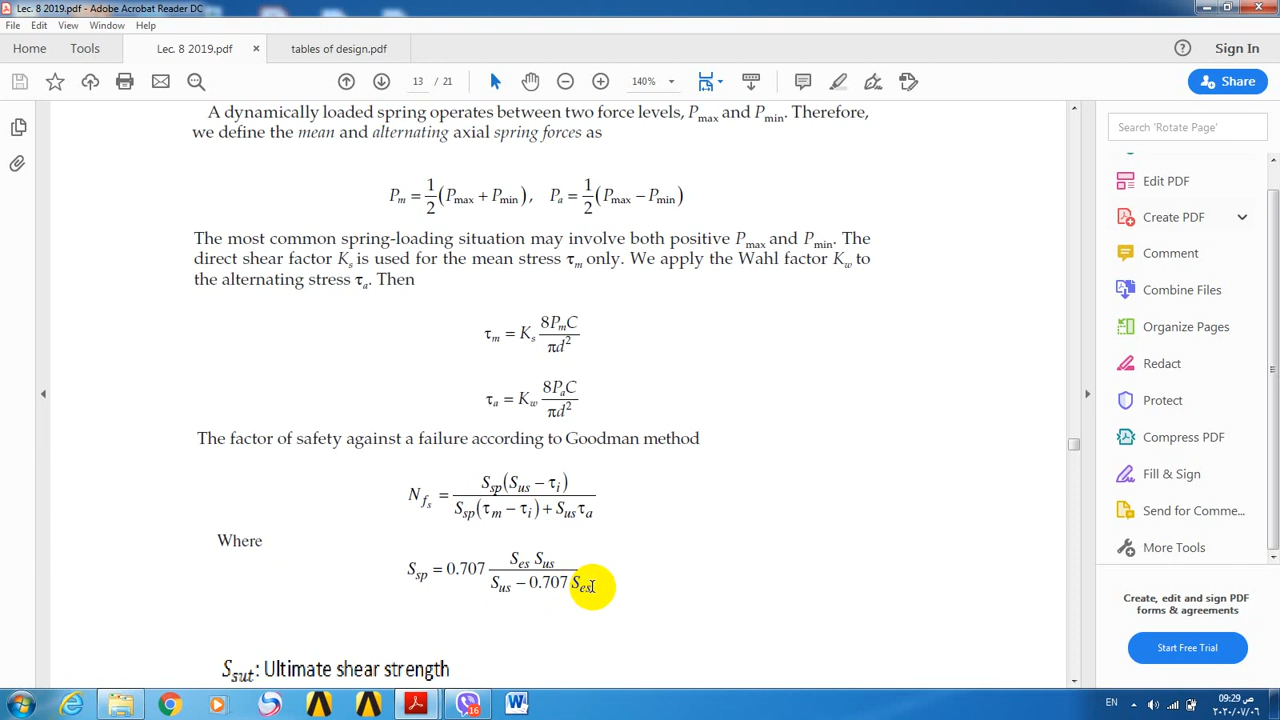 Lec. 8 2019.pdf - Adobe Acrobat Reader DC
File Edit View Window Help
Home Tools Lec. 8 2019.pdf × tables of design.pdf Sign In
13 / 21 140% Share
A dynamically loaded spring operates between two force levels, P_max and P_min. Therefore,
we define the mean and alternating axial spring forces as
P_m = 1/2 (P_max + P_min), P_a = 1/2 (P_max − P_min)
The most common spring-loading situation may involve both positive P_max and P_min. The
direct shear factor K_s is used for the mean stress τ_m only. We apply the Wahl factor K_w to
the alternating stress τ_a. Then
τ_m = K_s 8P_mC / πd²
τ_a = K_w 8P_aC / πd²
The factor of safety against a failure according to Goodman method
N_fs = S_sp(S_us − τ_i) / S_sp(τ_m − τ_i) + S_usτ_a
Where
S_sp = 0.707 S_es S_us / S_us − 0.707 S_es
S_sut: Ultimate shear strength
Search 'Rotate Page'
Edit PDF
Create PDF
Comment
Combine Files
Organize Pages
Redact
Protect
Compress PDF
Fill & Sign
Send for Comme...
More Tools
Create, edit and sign PDF
forms & agreements
Start Free Trial
16
EN
09:29 ص
٢٠٢٠/٠٧/٠٦